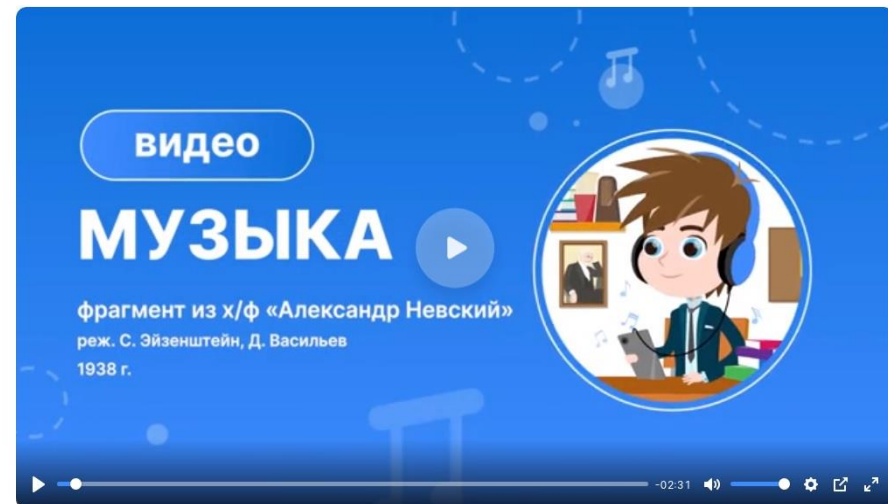 видео
МУЗЫКА
фрагмент из х/ф «Александр Невский»
реж. С. Эйзенштейн, Д. Васильев
1938 г.
-02:31